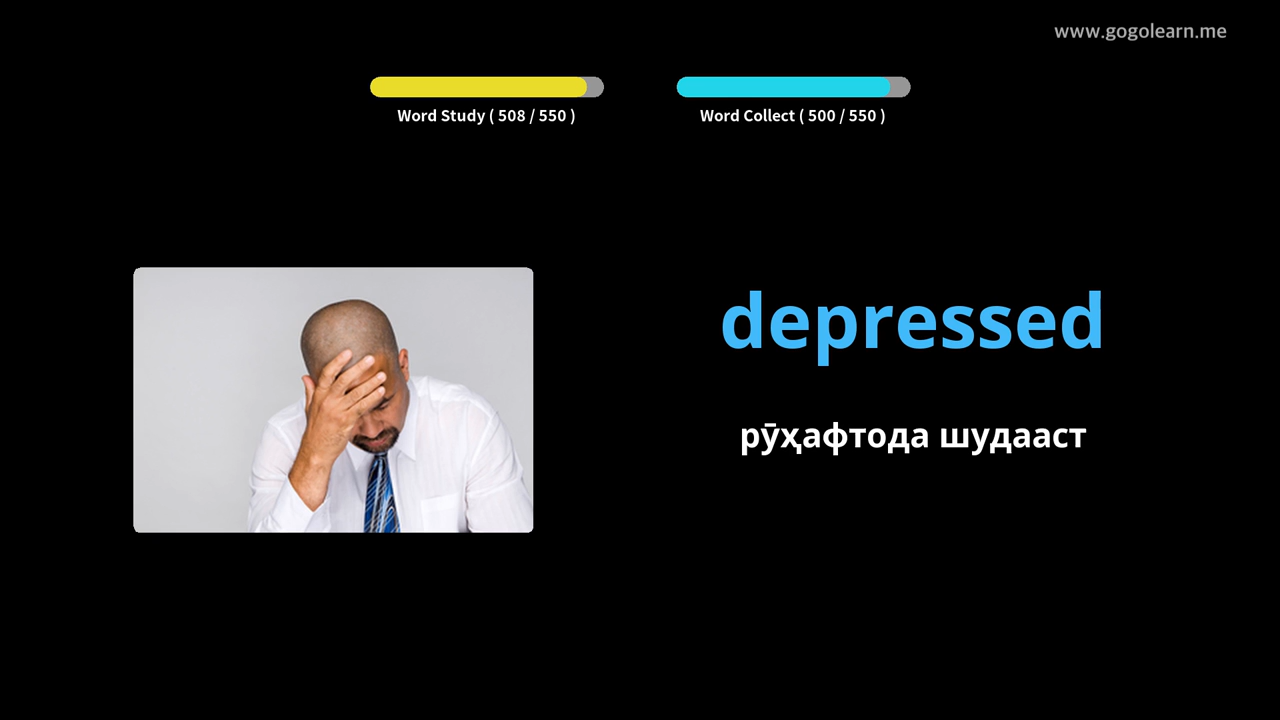 www.gogolearn.me
Word Study ( 508 / 550 )
Word Collect ( 500 / 550 )
depressed
рӯҳафтода шудааст